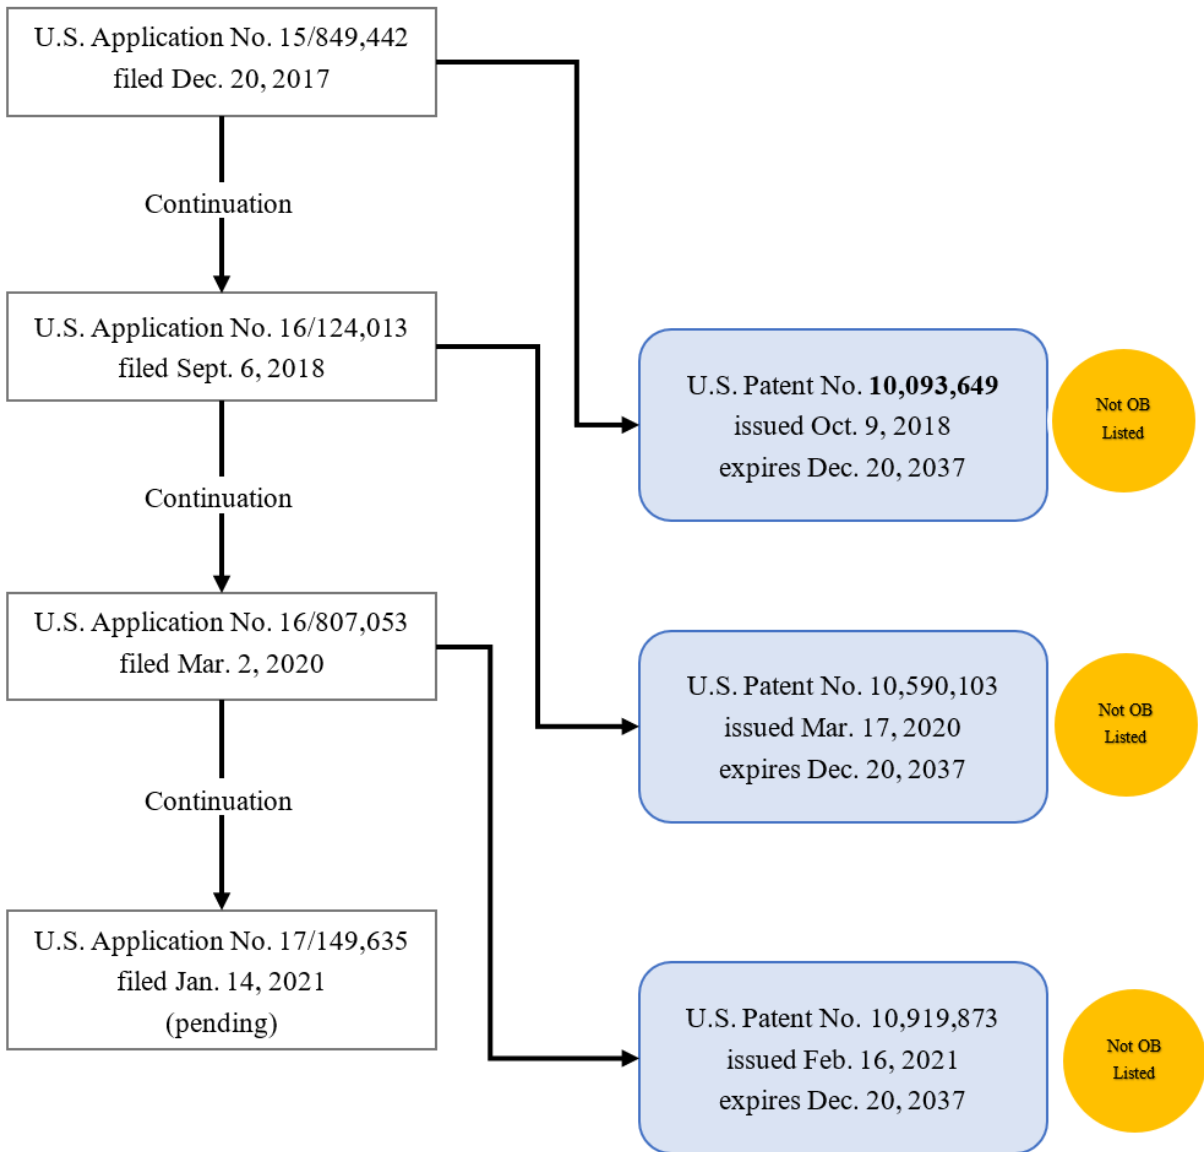 U.S. Application No. 15/849,442
filed Dec. 20, 2017
Continuation
U.S. Application No. 16/124,013
filed Sept. 6, 2018
U.S. Patent No. 10,093,649
issued Oct. 9, 2018
expires Dec. 20, 2037
Not OB
Listed
Continuation
U.S. Application No. 16/807,053
filed Mar. 2, 2020
U.S. Patent No. 10,590,103
issued Mar. 17, 2020
expires Dec. 20, 2037
Not OB
Listed
Continuation
U.S. Application No. 17/149,635
filed Jan. 14, 2021
(pending)
U.S. Patent No. 10,919,873
issued Feb. 16, 2021
expires Dec. 20, 2037
Not OB
Listed